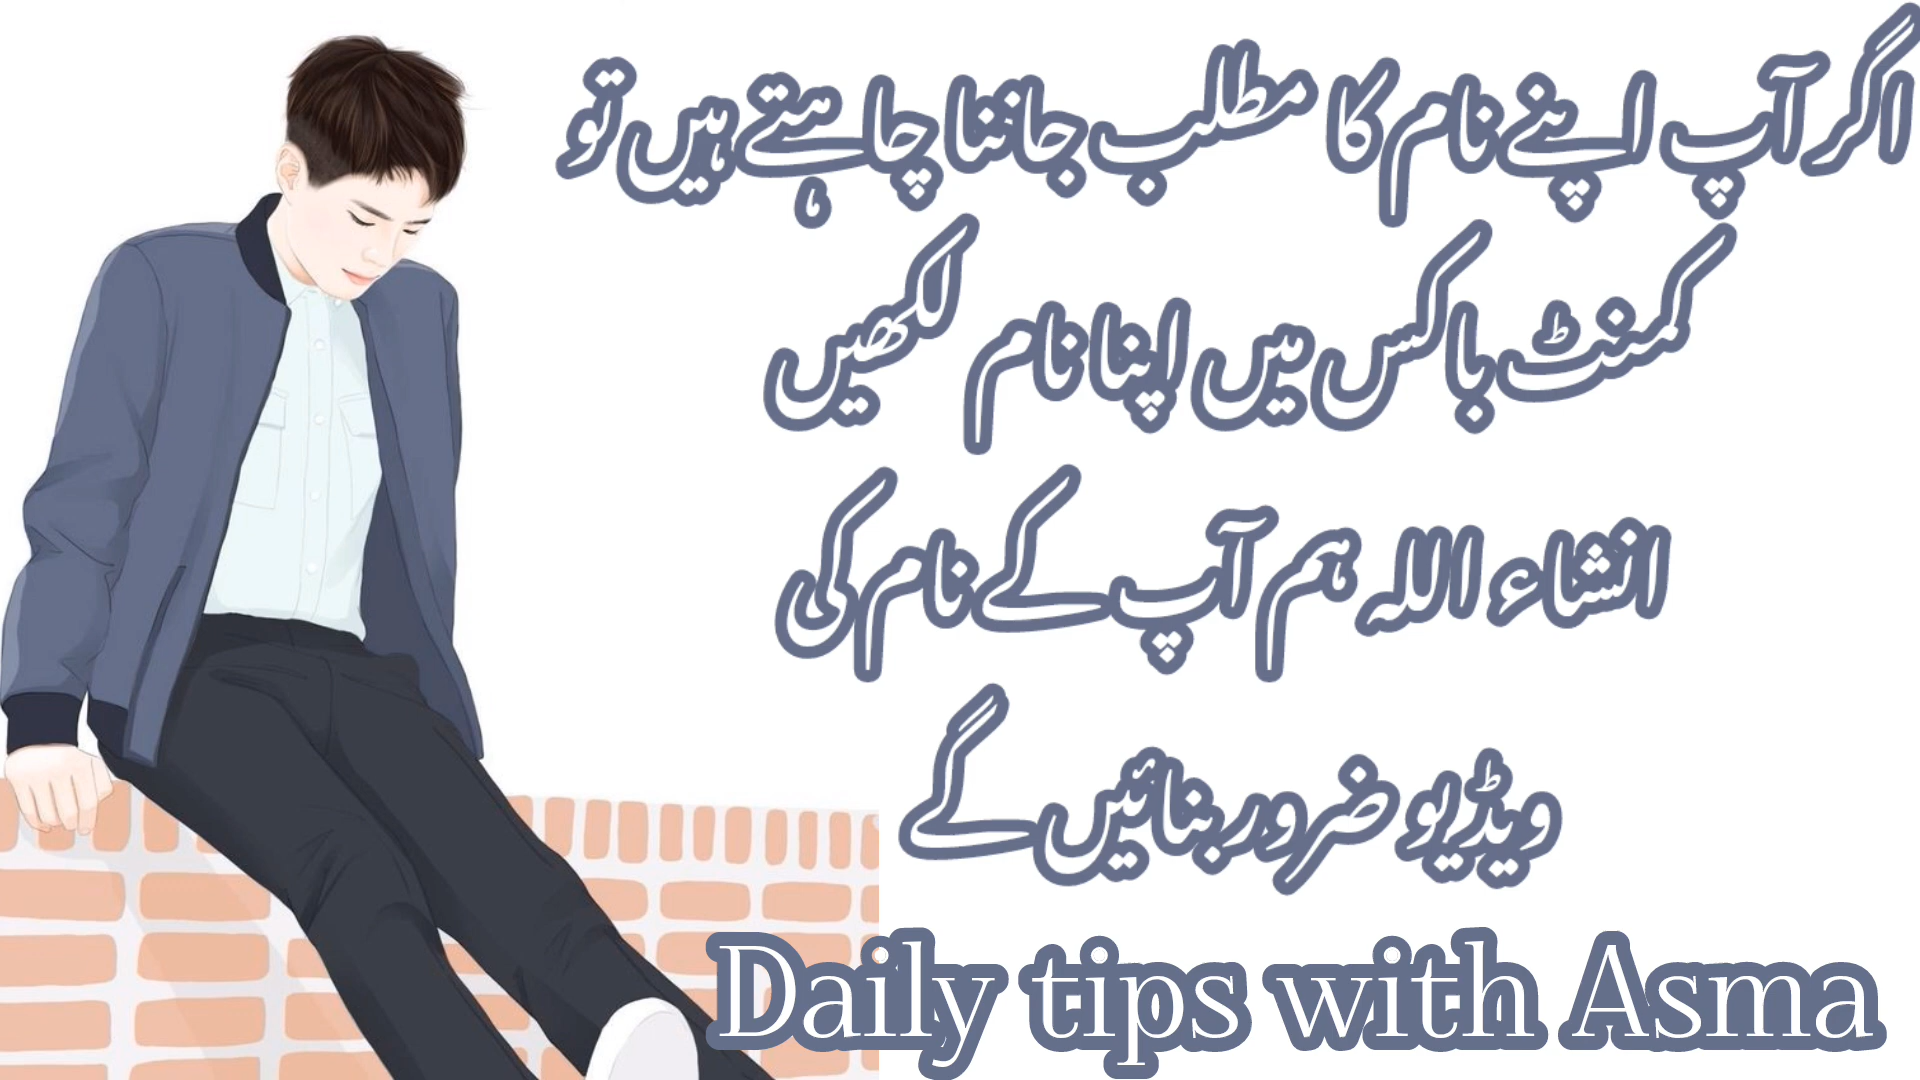 اگر آپ اپنے نام کا مطلب جاننا چاہتے ہیں تو
کمنٹ باکس میں اپنا نام لکھیں
انشاء اللہ ہم آپ کے نام کی
ویڈیو ضرور بنائیں گے
Daily tips with Asma